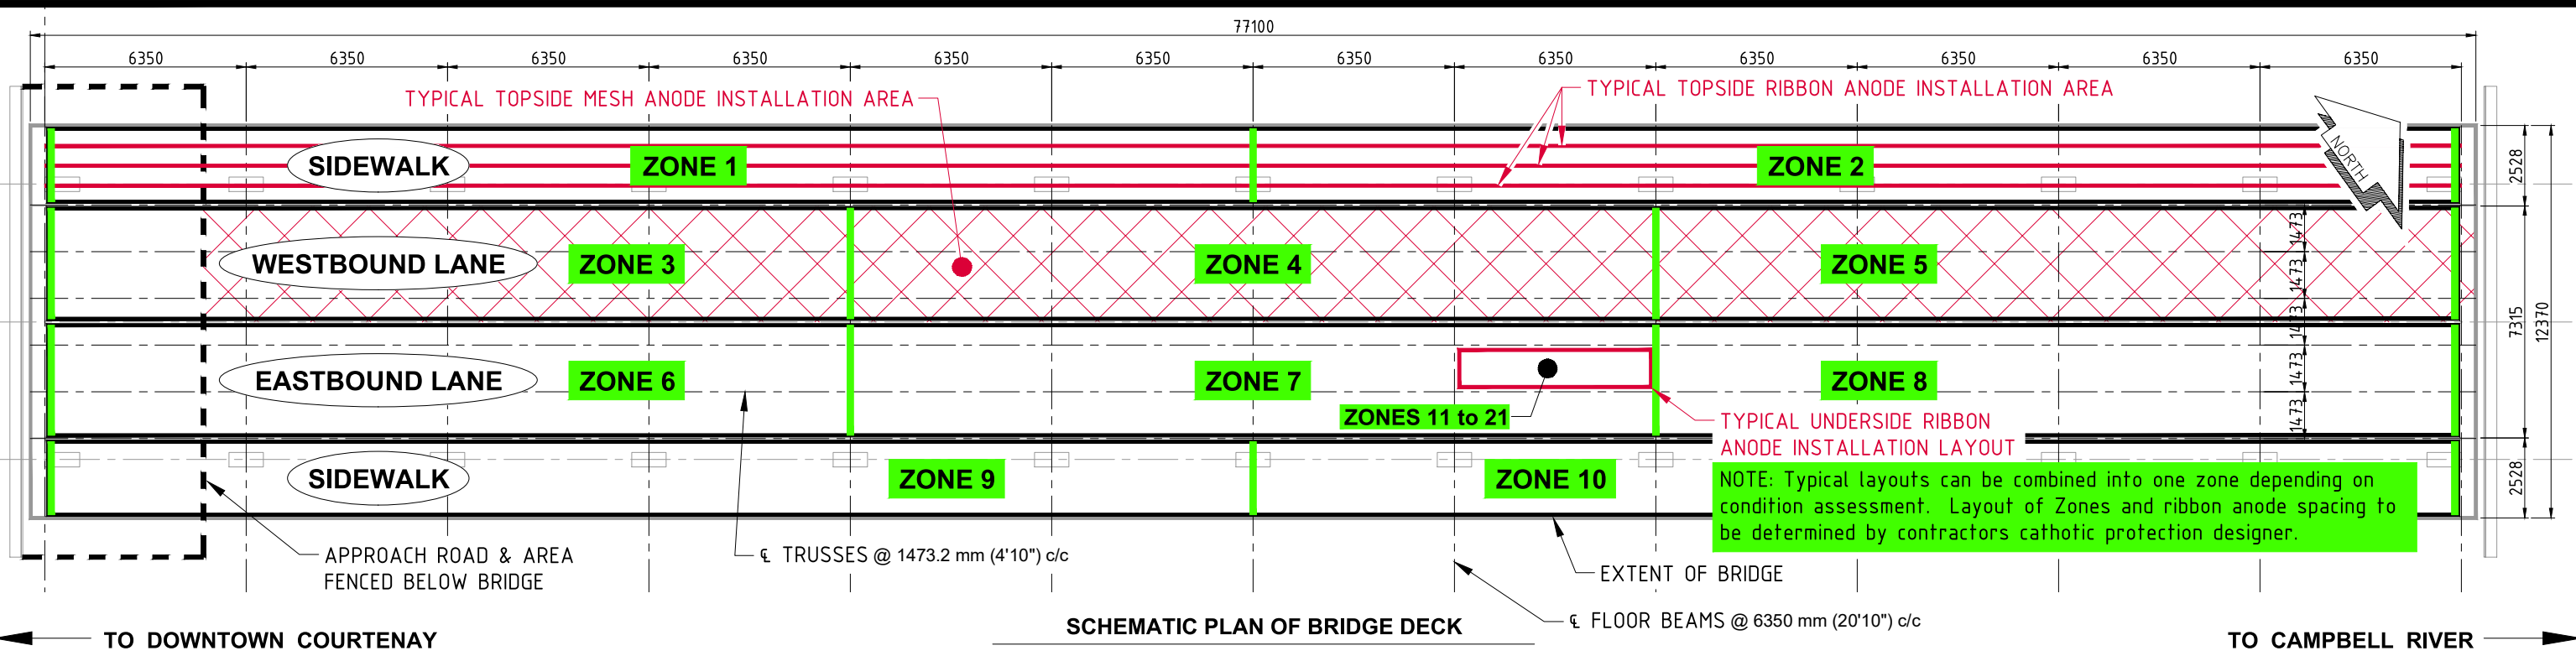 77100
6350 6350 6350 6350 6350 6350 6350 6350 6350 6350 6350 6350
TYPICAL TOPSIDE MESH ANODE INSTALLATION AREA
TYPICAL TOPSIDE RIBBON ANODE INSTALLATION AREA
NORTH
SIDEWALK
ZONE 1
ZONE 2
2528
WESTBOUND LANE
ZONE 3
ZONE 4
ZONE 5
1473
1473
1473
7315
12370
EASTBOUND LANE
ZONE 6
ZONE 7
ZONE 8
1473
1473
ZONES 11 to 21
TYPICAL UNDERSIDE RIBBON
ANODE INSTALLATION LAYOUT
SIDEWALK
ZONE 9
ZONE 10
2528
NOTE: Typical layouts can be combined into one zone depending on
condition assessment. Layout of Zones and ribbon anode spacing to
be determined by contractors cathotic protection designer.
APPROACH ROAD & AREA
FENCED BELOW BRIDGE
℄ TRUSSES @ 1473.2 mm (4'10") c/c
EXTENT OF BRIDGE
℄ FLOOR BEAMS @ 6350 mm (20'10") c/c
SCHEMATIC PLAN OF BRIDGE DECK
TO DOWNTOWN COURTENAY
TO CAMPBELL RIVER